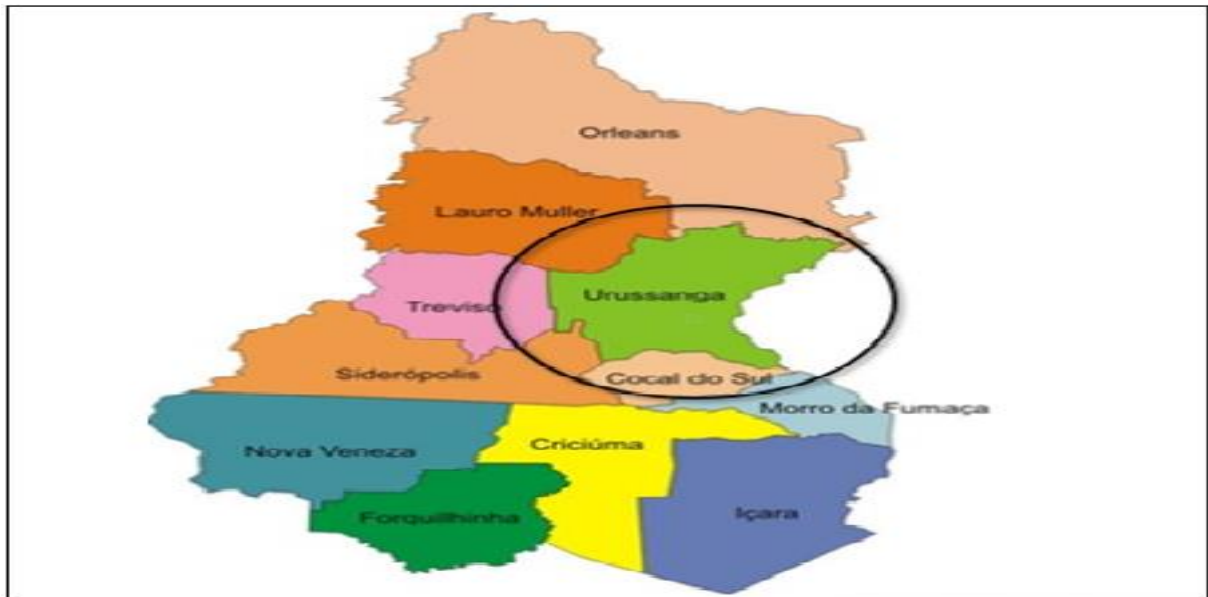 Orleans
Lauro Muller
Urussanga
Treviso
Siderópolis
Cocal do Sul
Morro da Fumaça
Nova Veneza
Criciúma
Forquilhinha
Içara